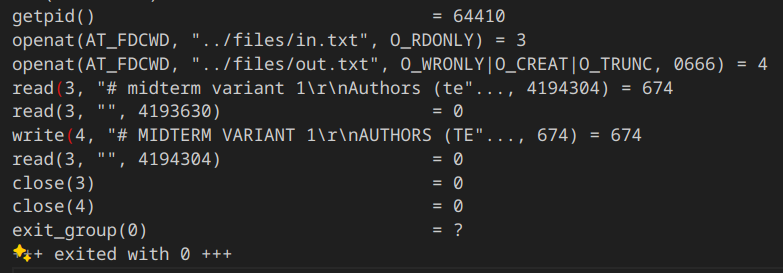 getpid() = 64410
openat(AT_FDCWD, "../files/in.txt", O_RDONLY) = 3
openat(AT_FDCWD, "../files/out.txt", O_WRONLY|O_CREAT|O_TRUNC, 0666) = 4
read(3, "# midterm variant 1\r\nAuthors (te"..., 4194304) = 674
read(3, "", 4193630) = 0
write(4, "# MIDTERM VARIANT 1\r\nAUTHORS (TE"..., 674) = 674
read(3, "", 4194304) = 0
close(3) = 0
close(4) = 0
exit_group(0) = ?
✨+ exited with 0 +++